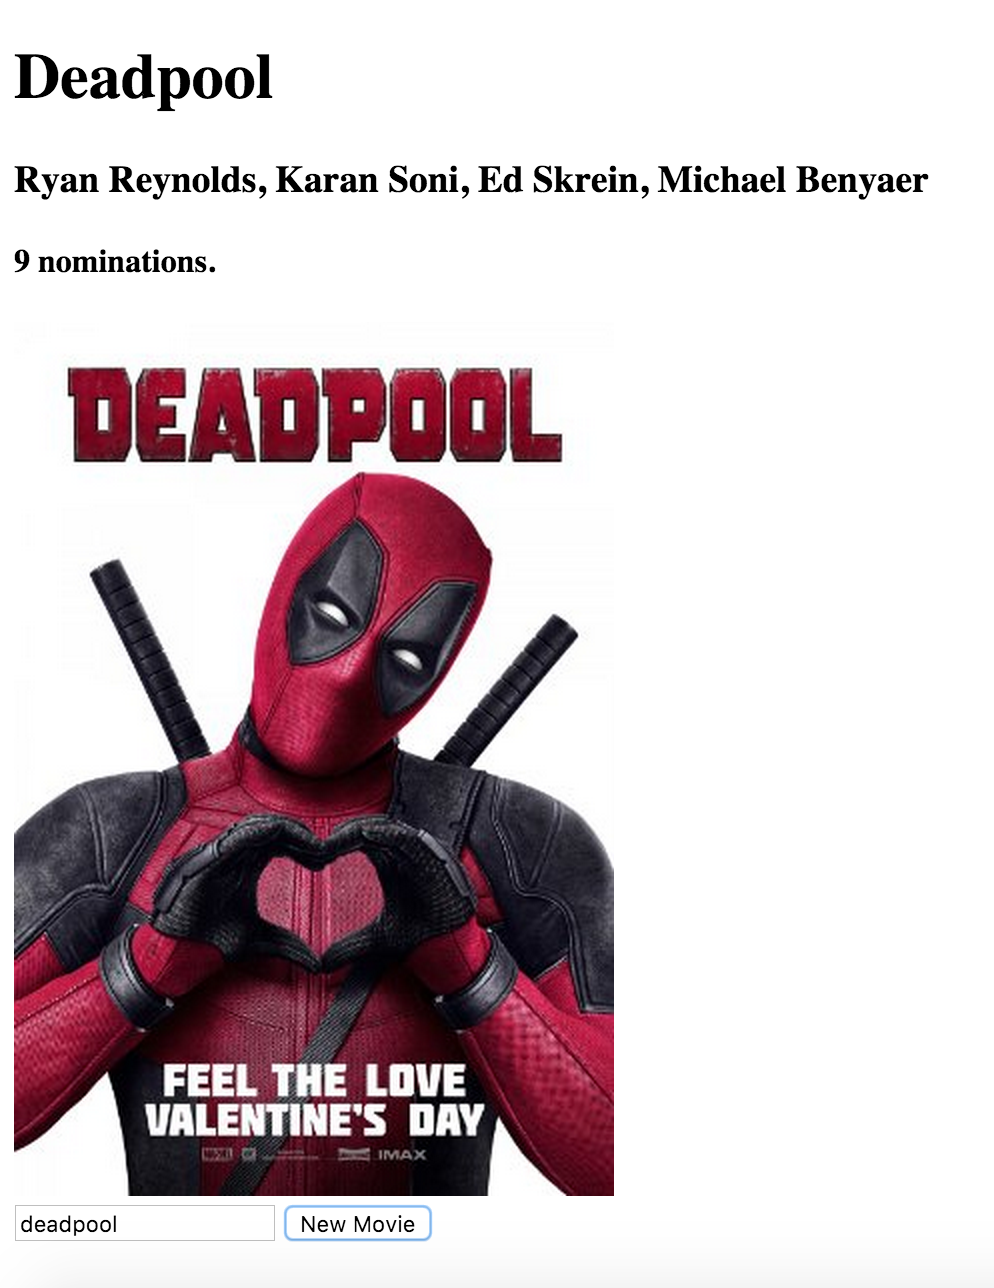 Deadpool
Ryan Reynolds, Karan Soni, Ed Skrein, Michael Benyaer
9 nominations.
DEADPOOL
FEEL THE LOVE
VALENTINE'S DAY
MARVEL IMAX
deadpool New Movie